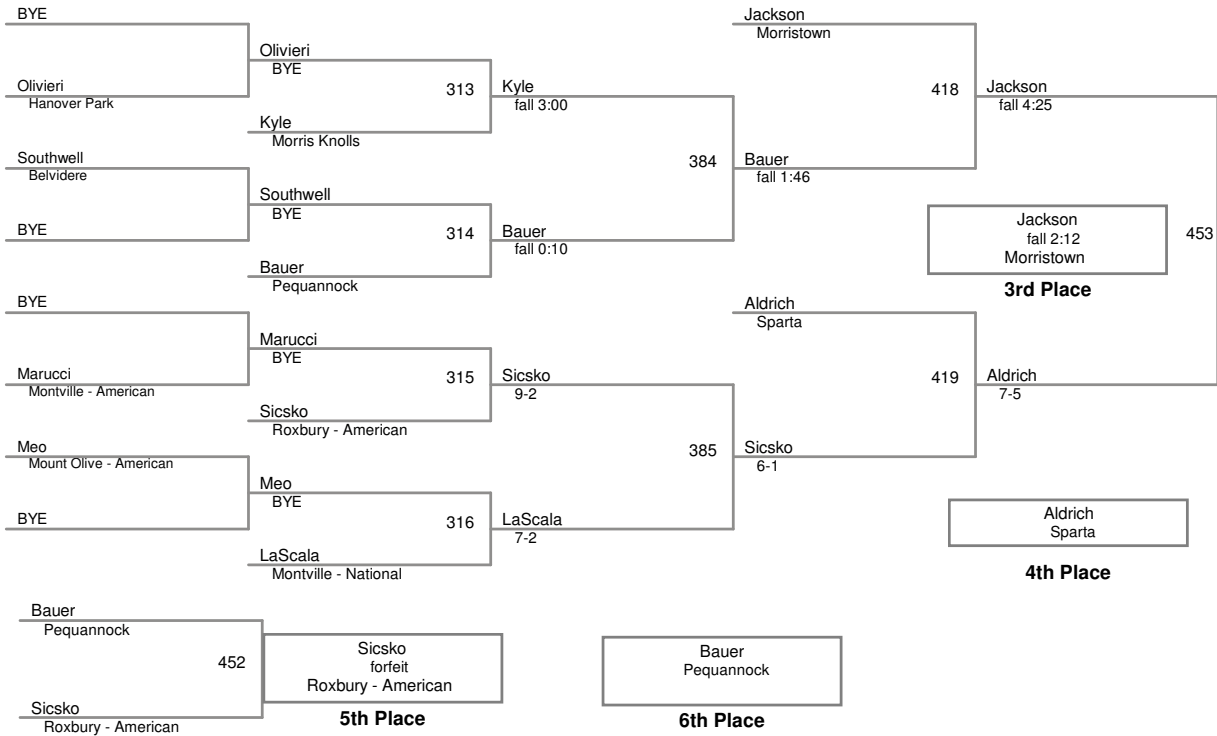 BYE
Olivieri
Hanover Park
Southwell
Belvidere
BYE
BYE
Marucci
Montville - American
Meo
Mount Olive - American
BYE
Olivieri
BYE
313
Kyle
Morris Knolls
Southwell
BYE
314
Bauer
Pequannock
Marucci
BYE
315
Sicsko
Roxbury - American
Meo
BYE
316
LaScala
Montville - National
Kyle
fall 3:00
384
Bauer
fall 0:10
Sicsko
9-2
385
LaScala
7-2
Jackson
Morristown
418
Bauer
fall 1:46
Aldrich
Sparta
419
Sicsko
6-1
Jackson
fall 4:25
453
Aldrich
7-5
Jackson
fall 2:12
Morristown
3rd Place
Aldrich
Sparta
4th Place
Bauer
Pequannock
452
Sicsko
Roxbury - American
Sicsko
forfeit
Roxbury - American
5th Place
Bauer
Pequannock
6th Place